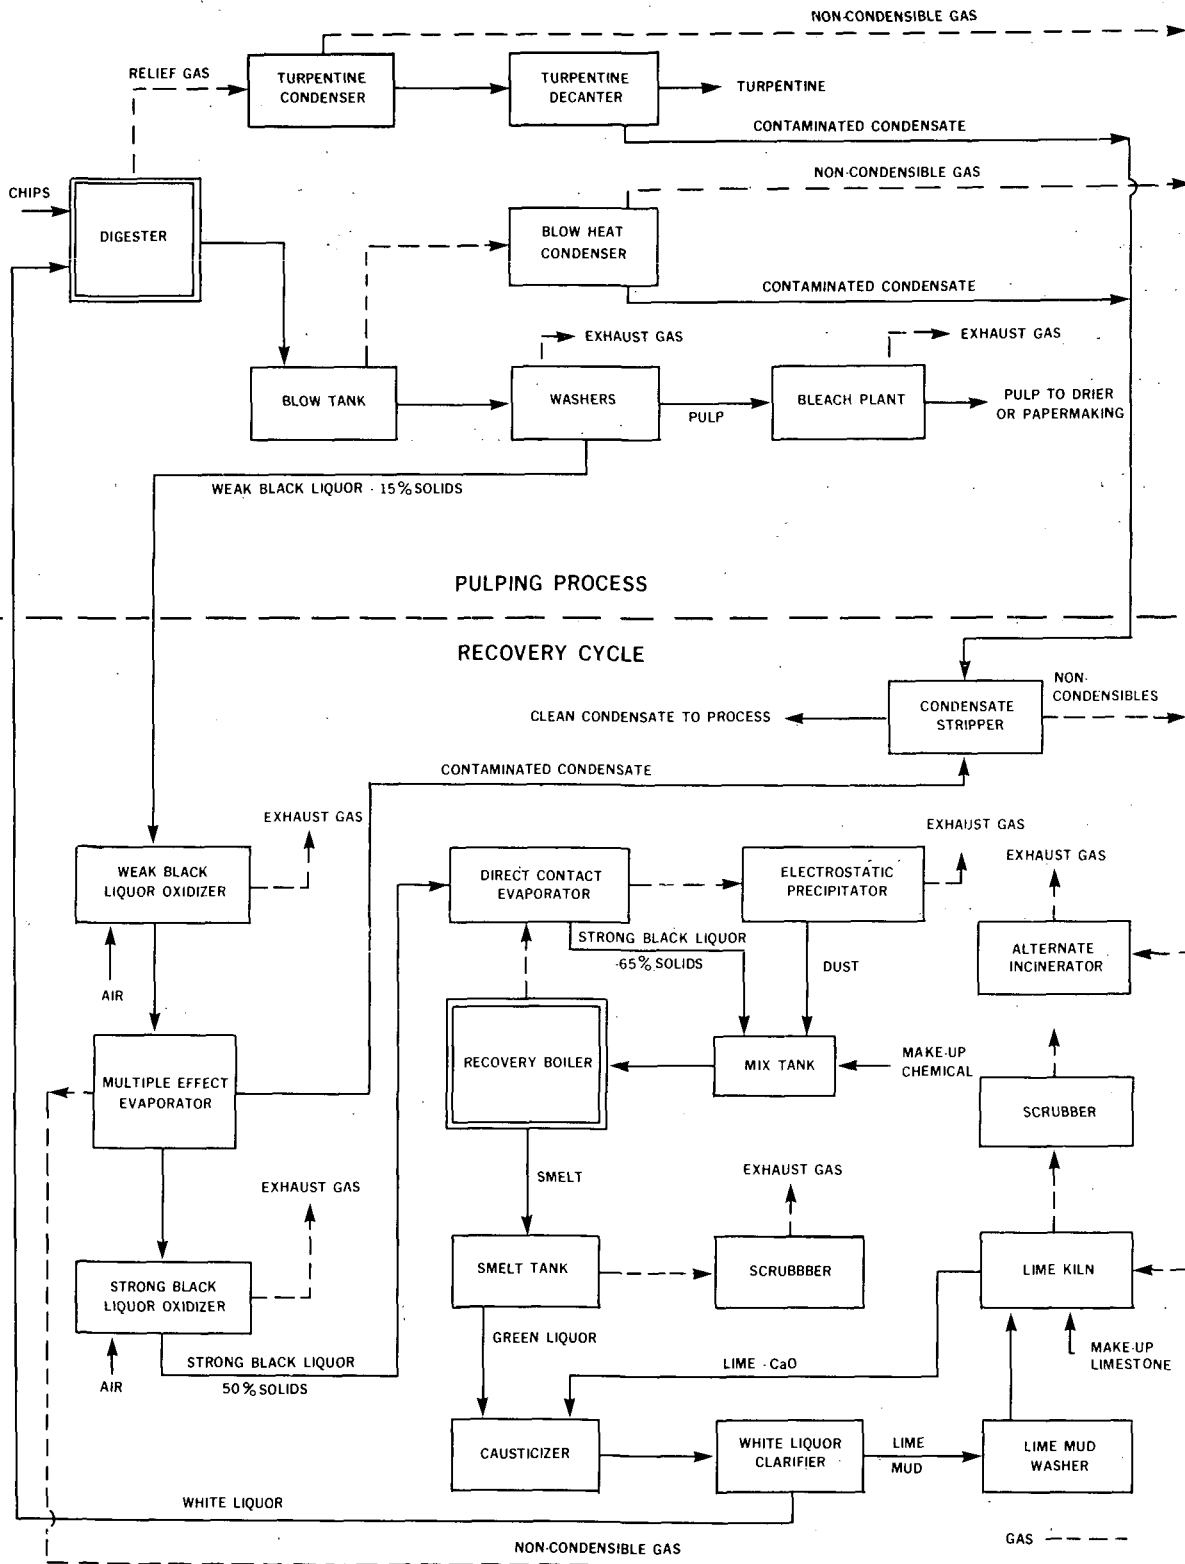 NON-CONDENSIBLE GAS
RELIEF GAS
TURPENTINE
CONDENSER
TURPENTINE
DECANTER
TURPENTINE
CONTAMINATED CONDENSATE
NON-CONDENSIBLE GAS
CHIPS
DIGESTER
BLOW HEAT
CONDENSER
CONTAMINATED CONDENSATE
EXHAUST GAS
EXHAUST GAS
BLOW TANK
WASHERS
PULP
BLEACH PLANT
PULP TO DRIER
OR PAPERMAKING
WEAK BLACK LIQUOR - 15% SOLIDS
PULPING PROCESS
RECOVERY CYCLE
NON-
CONDENSIBLES
CONDENSATE
STRIPPER
CLEAN CONDENSATE TO PROCESS
CONTAMINATED CONDENSATE
EXHAUST GAS
EXHAUST GAS
EXHAUST GAS
WEAK BLACK
LIQUOR OXIDIZER
DIRECT CONTACT
EVAPORATOR
ELECTROSTATIC
PRECIPITATOR
STRONG BLACK LIQUOR
-65% SOLIDS
DUST
ALTERNATE
INCINERATOR
AIR
RECOVERY BOILER
MIX TANK
MAKE-UP
CHEMICAL
MULTIPLE EFFECT
EVAPORATOR
SCRUBBER
SMELT
EXHAUST GAS
EXHAUST GAS
STRONG BLACK
LIQUOR OXIDIZER
SMELT TANK
SCRUBBBER
LIME KILN
GREEN LIQUOR
MAKE-UP
LIMESTONE
STRONG BLACK LIQUOR
50% SOLIDS
AIR
LIME - CaO
CAUSTICIZER
WHITE LIQUOR
CLARIFIER
LIME
MUD
LIME MUD
WASHER
WHITE LIQUOR
NON-CONDENSIBLE GAS
GAS